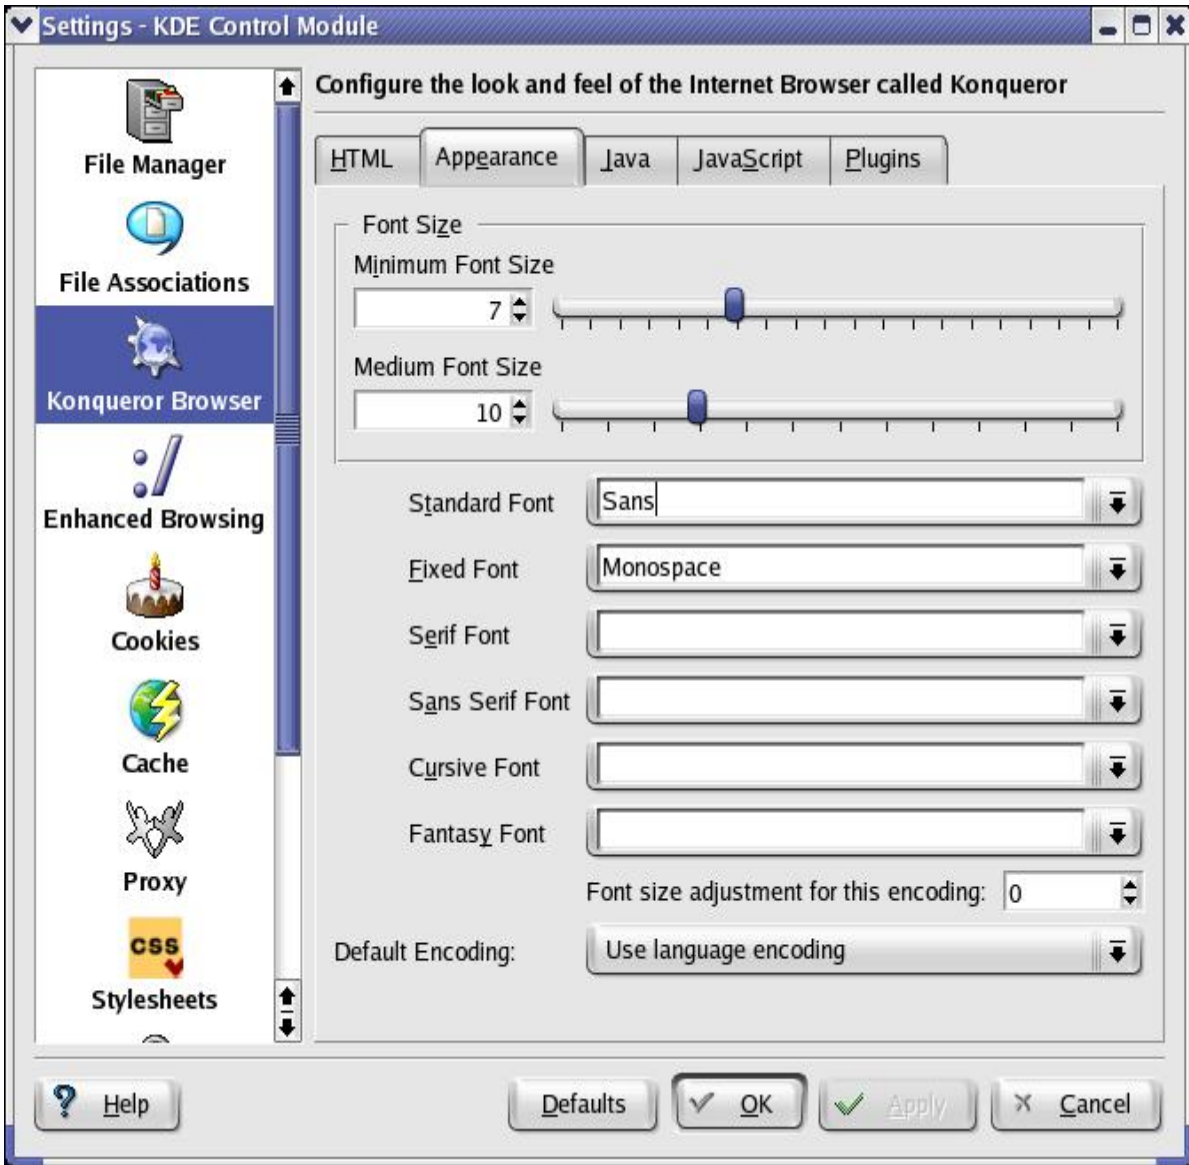 Settings - KDE Control Module
File Manager
File Associations
Konqueror Browser
Enhanced Browsing
Cookies
Cache
Proxy
css
Stylesheets
Configure the look and feel of the Internet Browser called Konqueror
HTML
Appearance
Java
JavaScript
Plugins
Font Size
Minimum Font Size
7
Medium Font Size
10
Standard Font
Sans
Fixed Font
Monospace
Serif Font
Sans Serif Font
Cursive Font
Fantasy Font
Font size adjustment for this encoding: 0
Default Encoding: Use language encoding
? Help
Defaults
OK
Apply
Cancel